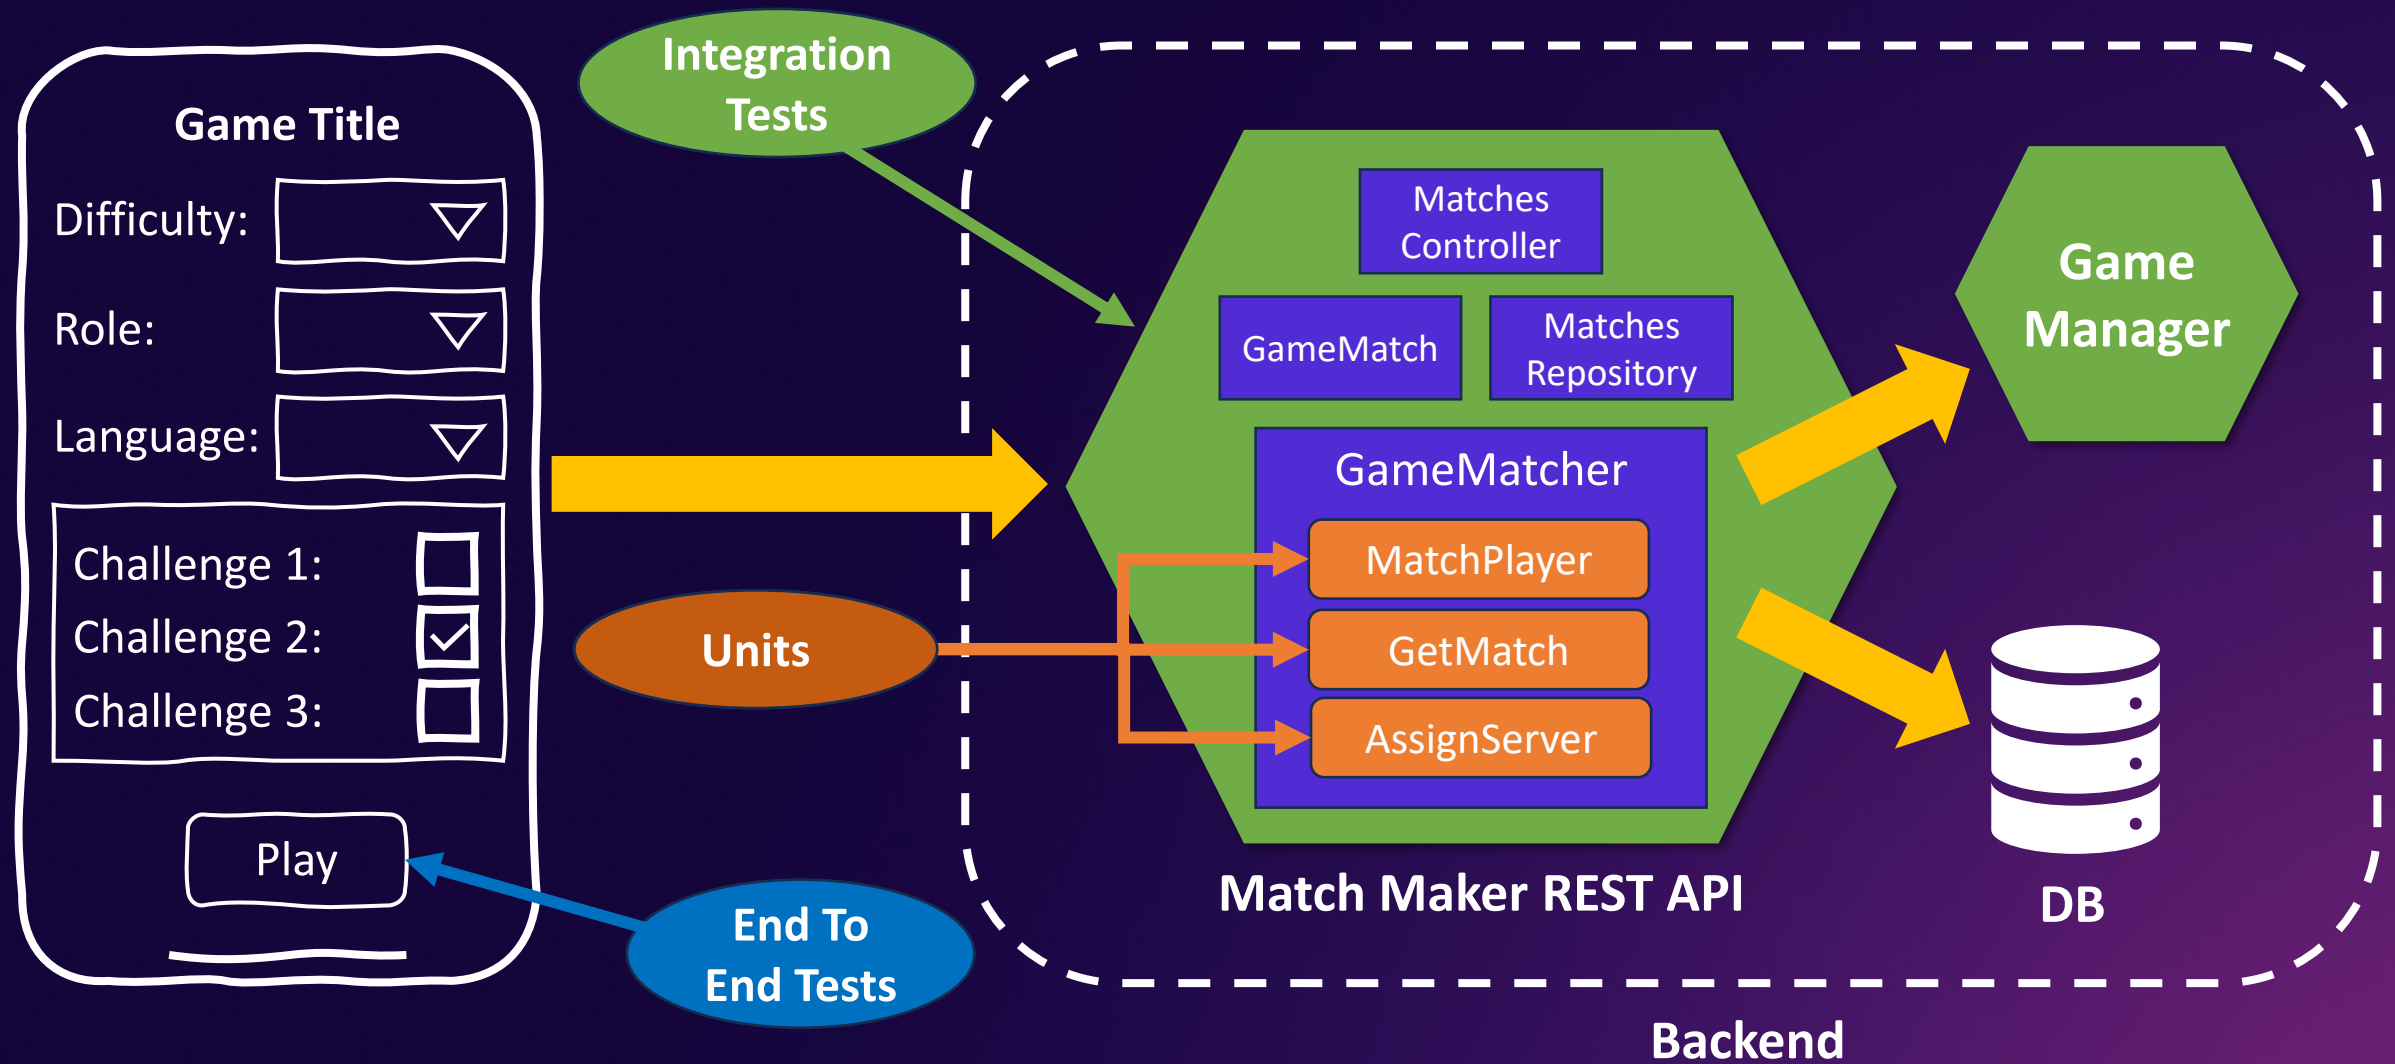 Game Title
Difficulty:
Role:
Language:
Challenge 1:
Challenge 2:
Challenge 3:
Play
Integration
Tests
Units
End To
End Tests
Matches
Controller
GameMatch
Matches
Repository
GameMatcher
MatchPlayer
GetMatch
AssignServer
Match Maker REST API
Game
Manager
DB
Backend